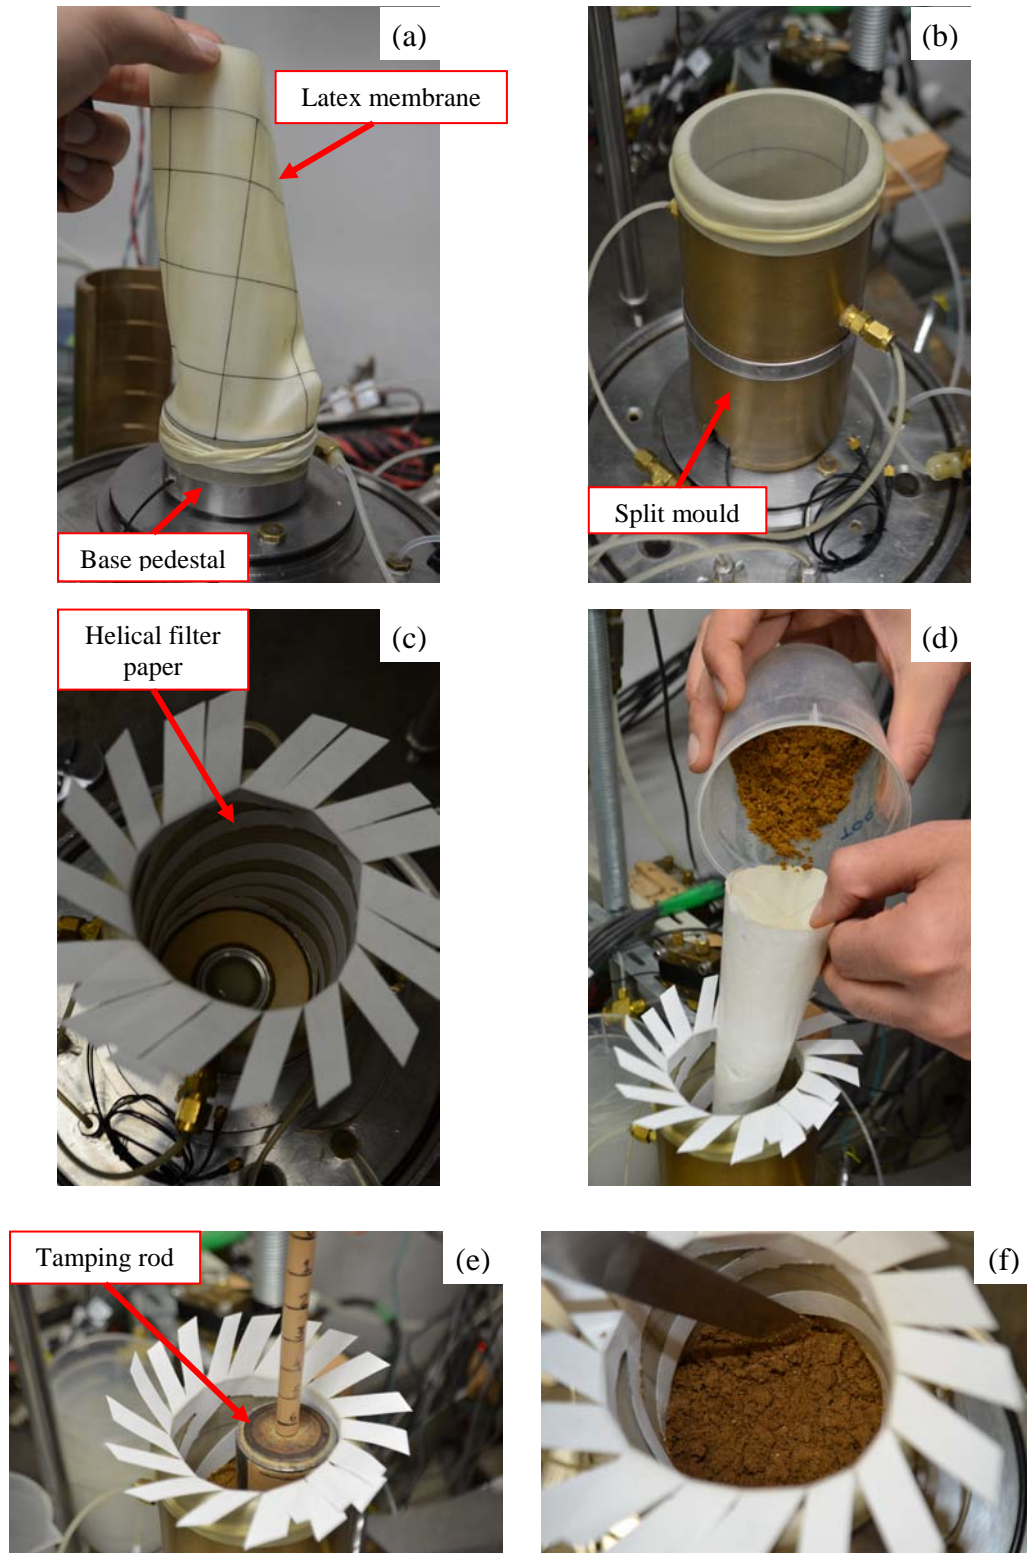 (a)
Latex membrane
Base pedestal
(b)
Split mould
(c)
Helical filter
paper
(d)
Tamping rod
(e)
(f)